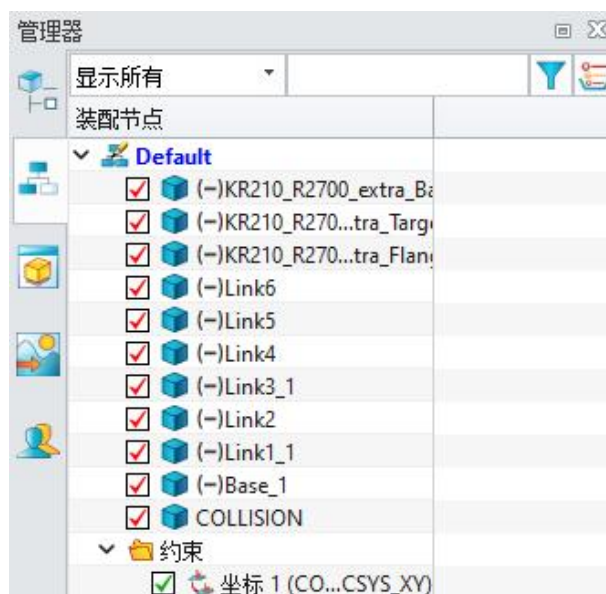 管理器
显示所有
装配节点
Default
(-)KR210_R2700_extra_Ba
(-)KR210_R270...tra_Targ
(-)KR210_R270...tra_Flan
(-)Link6
(-)Link5
(-)Link4
(-)Link3_1
(-)Link2
(-)Link1_1
(-)Base_1
COLLISION
约束
坐标 1 (CO...CSYS_XY)